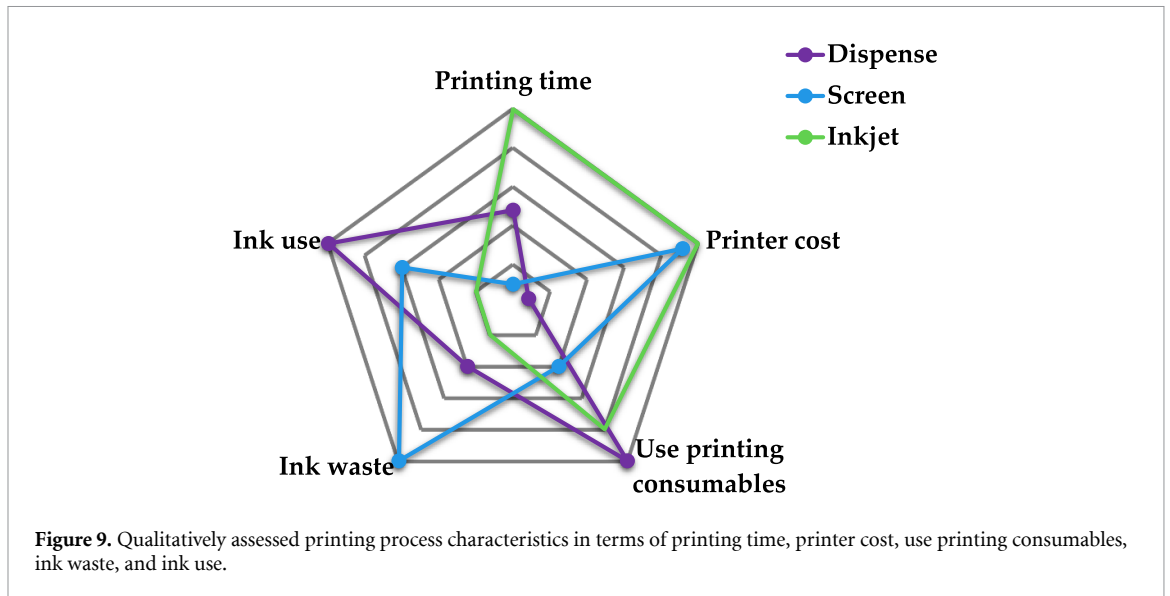 Dispense
Screen
Inkjet
Printing time
Ink use
Printer cost
Ink waste
Use printing
consumables
Figure 9. Qualitatively assessed printing process characteristics in terms of printing time, printer cost, use printing consumables,
ink waste, and ink use.